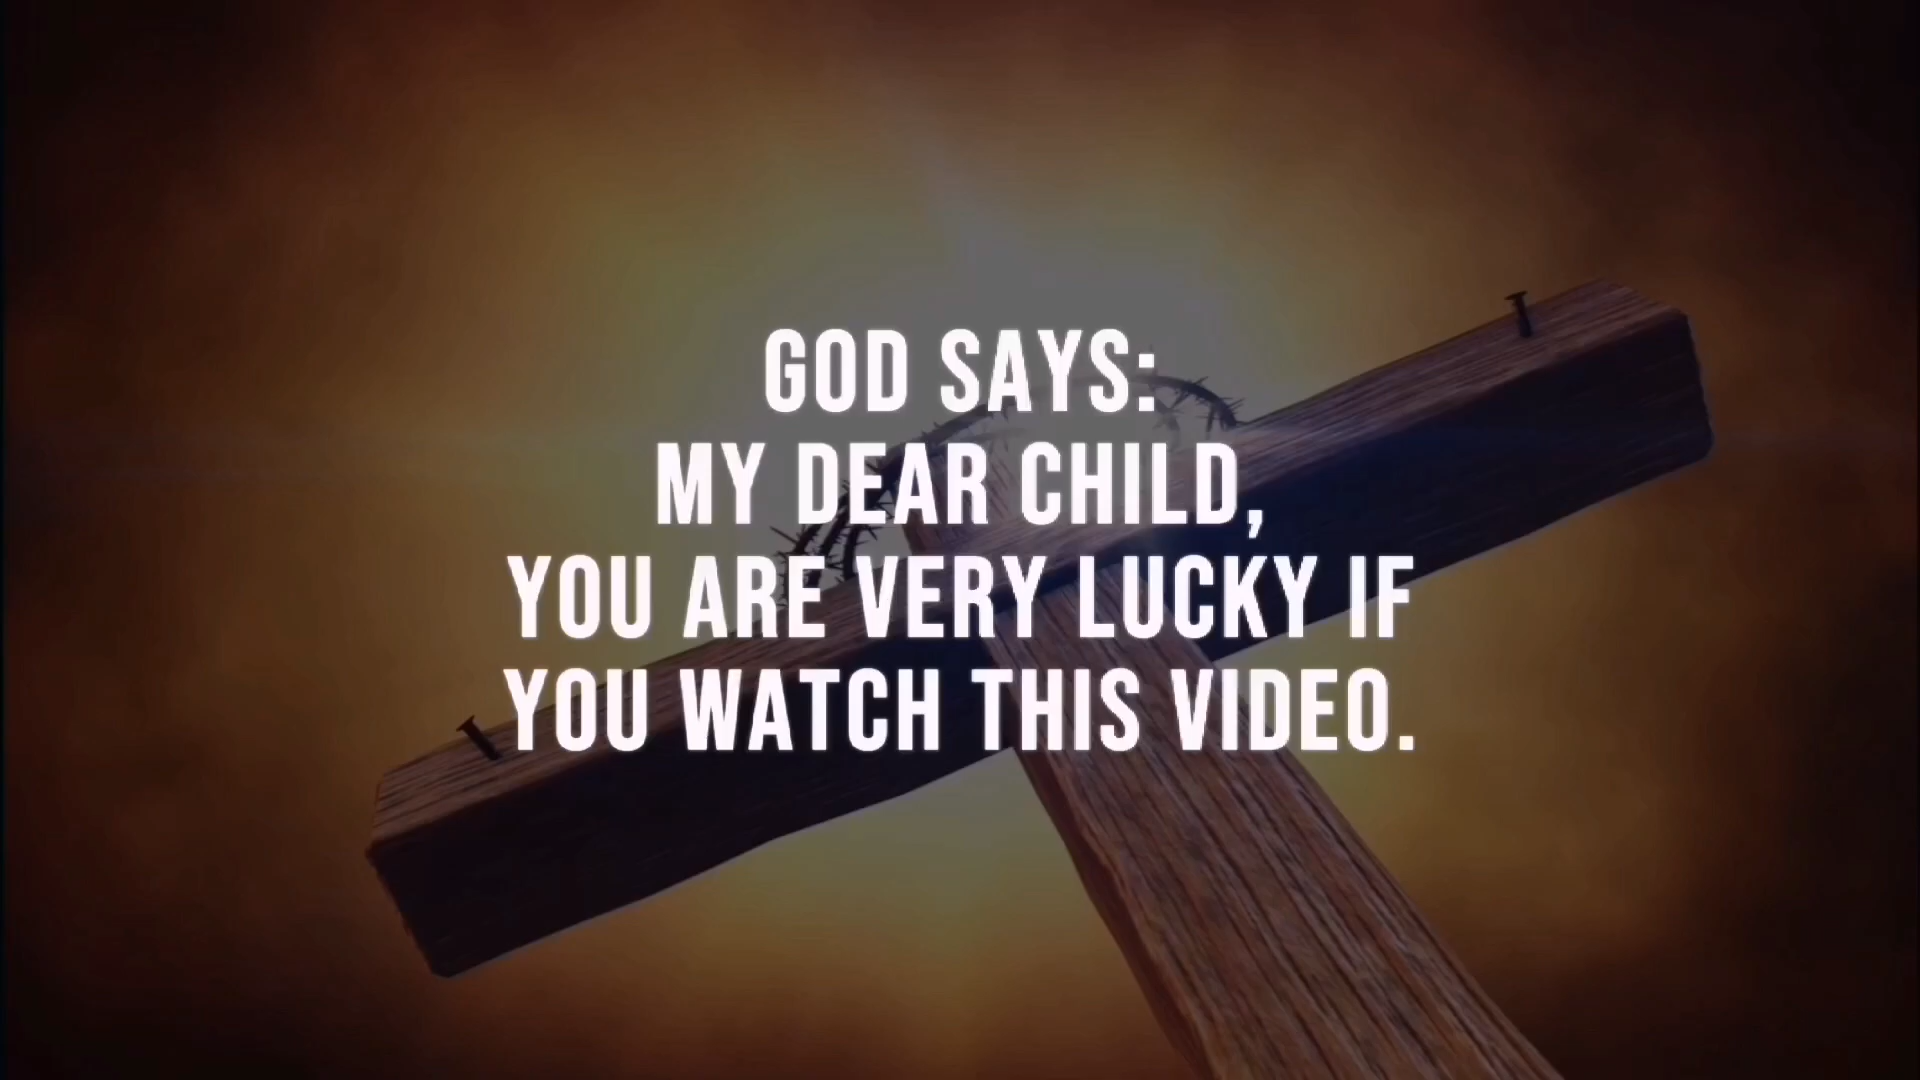 GOD SAYS:
MY DEAR CHILD,
YOU ARE VERY LUCKY IF
YOU WATCH THIS VIDEO.